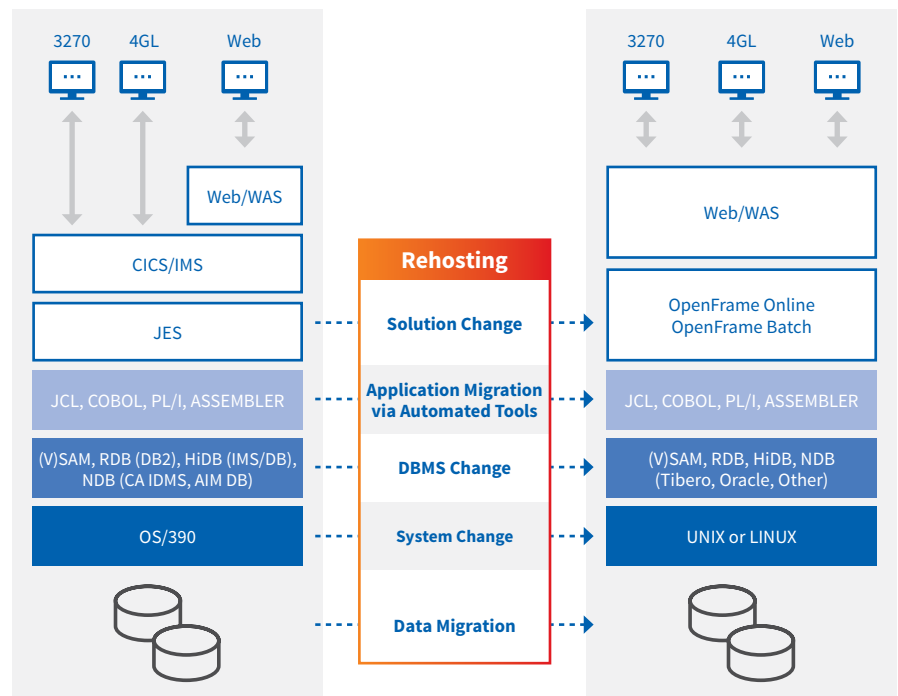 3270
4GL
Web
Web/WAS
CICS/IMS
JES
JCL, COBOL, PL/I, ASSEMBLER
(V)SAM, RDB (DB2), HiDB (IMS/DB),
NDB (CA IDMS, AIM DB)
OS/390
Rehosting
Solution Change
Application Migration
via Automated Tools
DBMS Change
System Change
Data Migration
3270
4GL
Web
Web/WAS
OpenFrame Online
OpenFrame Batch
JCL, COBOL, PL/I, ASSEMBLER
(V)SAM, RDB, HiDB, NDB
(Tibero, Oracle, Other)
UNIX or LINUX